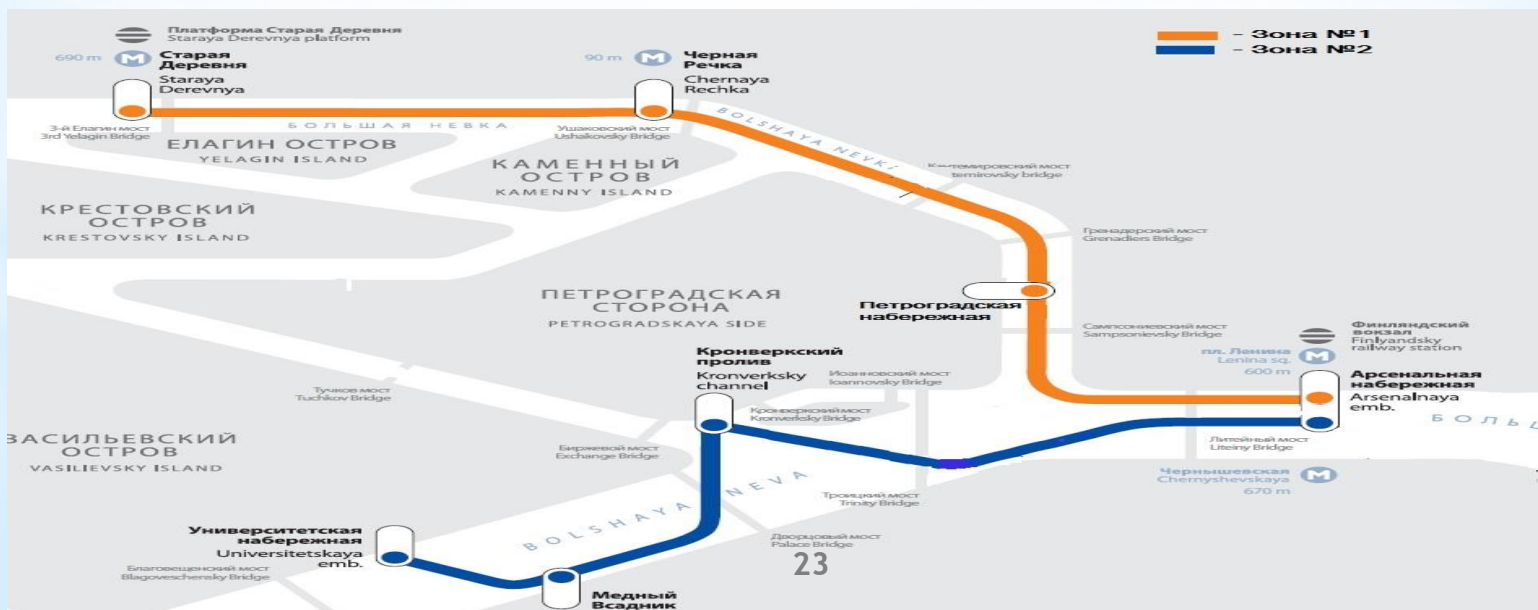 Платформа Старая Деревня
Staraya Derevnya platform
690 m М Старая
Деревня
Staraya
Derevnya
90 m М Черная
Речка
Chernaya
Rechka
- Зона №1
- Зона №2
3-й Елагин мост
3rd Yelagin Bridge
БОЛЬШАЯ НЕВКА
Ушаковский мост
Ushakovsky Bridge
BOLSHAYA NEVK
ЕЛАГИН ОСТРОВ
YELAGIN ISLAND
КАМЕННЫЙ
ОСТРОВ
KAMENNY ISLAND
temirovsky bridge
КРЕСТОВСКИЙ
ОСТРОВ
KRESTOVSKY ISLAND
Гренадерский мост
Grenadiers Bridge
ПЕТРОГРАДСКАЯ
СТОРОНА
PETROGRADSKAYA SIDE
Петроградская
набережная
Сампсониевский мост
Sampsonievsky Bridge
Финляндский
вокзал
Finlyandsky
railway station
пл. Ленина
Lenina sq.
600 m М
Арсенальная
набережная
Arsenalnaya
emb.
Кронверкский
пролив
Kronverksky
channel
Иоанновский мост
Ioannovsky Bridge
Тучков мост
Tuchkov Bridge
Кронверкский мост
Kronverksky Bridge
БОЛЬШ
ВАСИЛЬЕВСКИЙ
ОСТРОВ
VASILIEVSKY ISLAND
Биржевой мост
Exchange Bridge
Литейный мост
Liteiny Bridge
Чернышевская
Chernyshevskaya
670 m М
Троицкий мост
Trinity Bridge
BOLSHAYA NEVA
Университетская
набережная
Universitetskaya
emb.
Дворцовый мост
Palace Bridge
23
Благовещенский мост
Blagoveschensky Bridge
Медный
Всадник